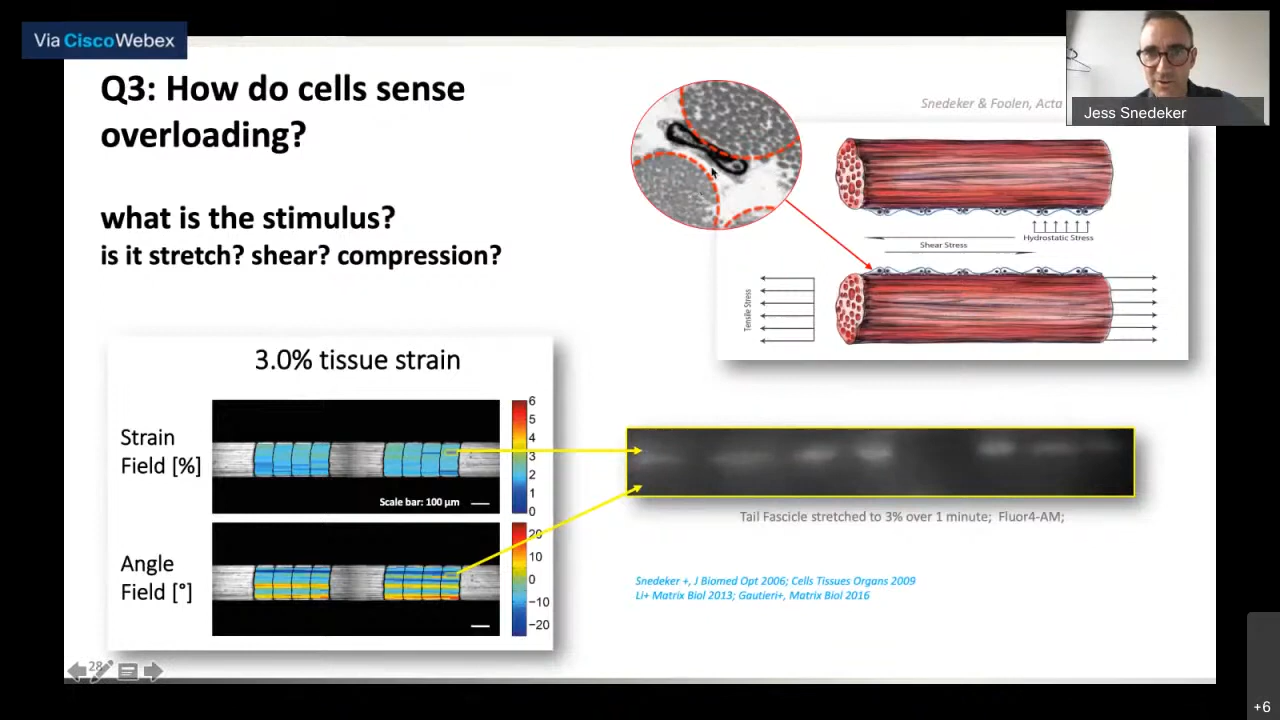 Via CiscoWebex
Q3: How do cells sense
overloading?
what is the stimulus?
is it stretch? shear? compression?
Snedeker & Foolen, Acta
Jess Snedeker
Hydrostatic Stress
Shear Stress
Tensile Stress
3.0% tissue strain
Strain
Field [%]
Scale bar: 100 µm
6
5
4
3
2
1
0
Angle
Field [°]
20
10
0
−10
−20
Tail Fascicle stretched to 3% over 1 minute; Fluor4-AM;
Snedeker +, J Biomed Opt 2006; Cells Tissues Organs 2009
Li+ Matrix Biol 2013; Gautieri+, Matrix Biol 2016
28
+6